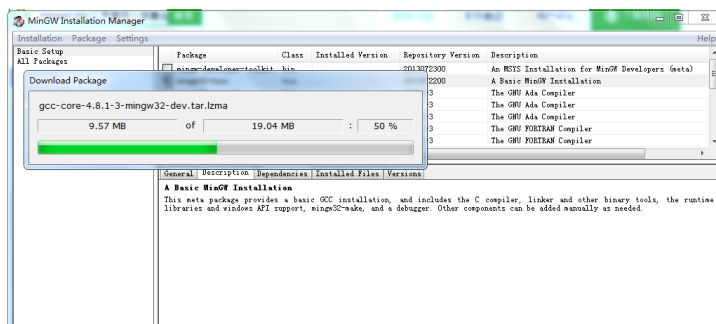 MinGW Installation Manager
Installation Package Settings Help
Basic Setup
All Packages
Package Class Installed Version Repository Version Description
mingw-developer-toolkit bin 2013072300 An MSYS Installation for MinGW Developers (meta)
2200 A Basic MinGW Installation
3 The GNU Ada Compiler
3 The GNU Ada Compiler
3 The GNU FORTRAN Compiler
3 The GNU FORTRAN Compiler
Download Package
gcc-core-4.8.1-3-mingw32-dev.tar.lzma
9.57 MB of 19.04 MB : 50 %
General Description Dependencies Installed Files Versions
A Basic MinGW Installation
This meta package provides a basic GCC installation, and includes the C compiler, linker and other binary tools, the runtime
libraries and windows API support, mingw32-make, and a debugger. Other components can be added manually as needed.